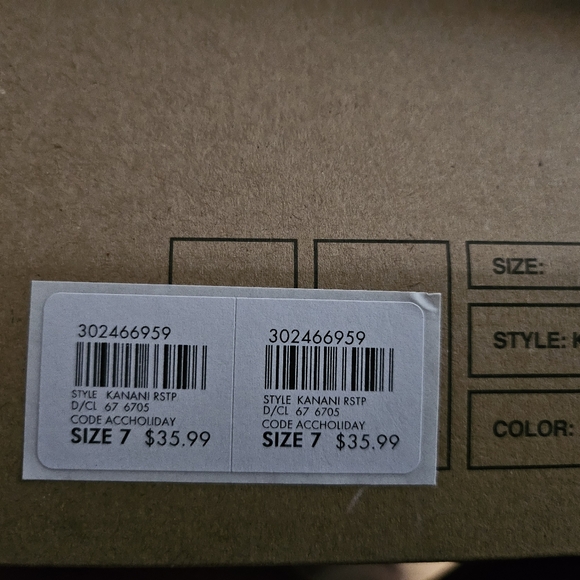 302466959
STYLE KANANI RSTP
D/CL 67 6705
CODE ACCHOLIDAY
SIZE 7 $35.99
302466959
STYLE KANANI RSTP
D/CL 67 6705
CODE ACCHOLIDAY
SIZE 7 $35.99
SIZE:
STYLE: K
COLOR: